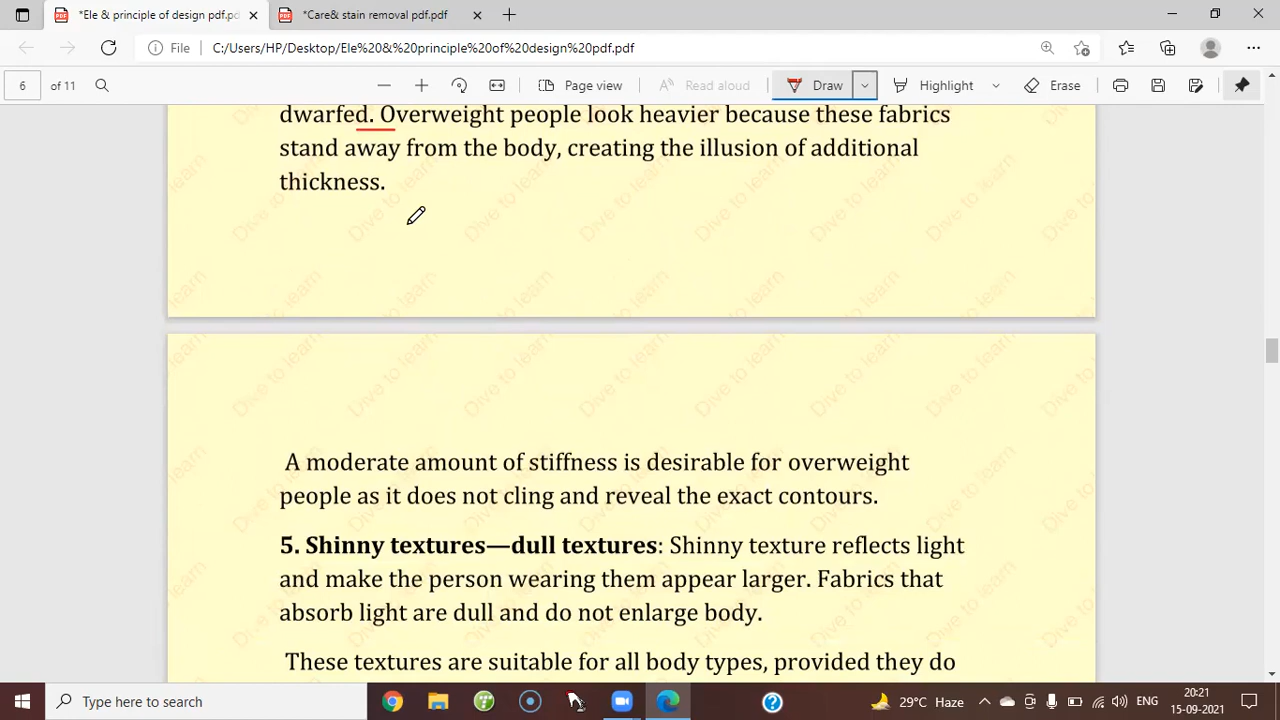 *Ele & principle of design pdf.pdf
*Care& stain removal pdf.pdf
File
C:/Users/HP/Desktop/Ele%20&%20principle%20of%20design%20pdf.pdf
6 of 11
Page view
Read aloud
Draw
Highlight
Erase
dwarfed. Overweight people look heavier because these fabrics
stand away from the body, creating the illusion of additional
thickness.
A moderate amount of stiffness is desirable for overweight
people as it does not cling and reveal the exact contours.
5. Shinny textures—dull textures: Shinny texture reflects light
and make the person wearing them appear larger. Fabrics that
absorb light are dull and do not enlarge body.
These textures are suitable for all body types, provided they do
Dive to learn
Type here to search
29°C Haze
ENG
20:21
15-09-2021